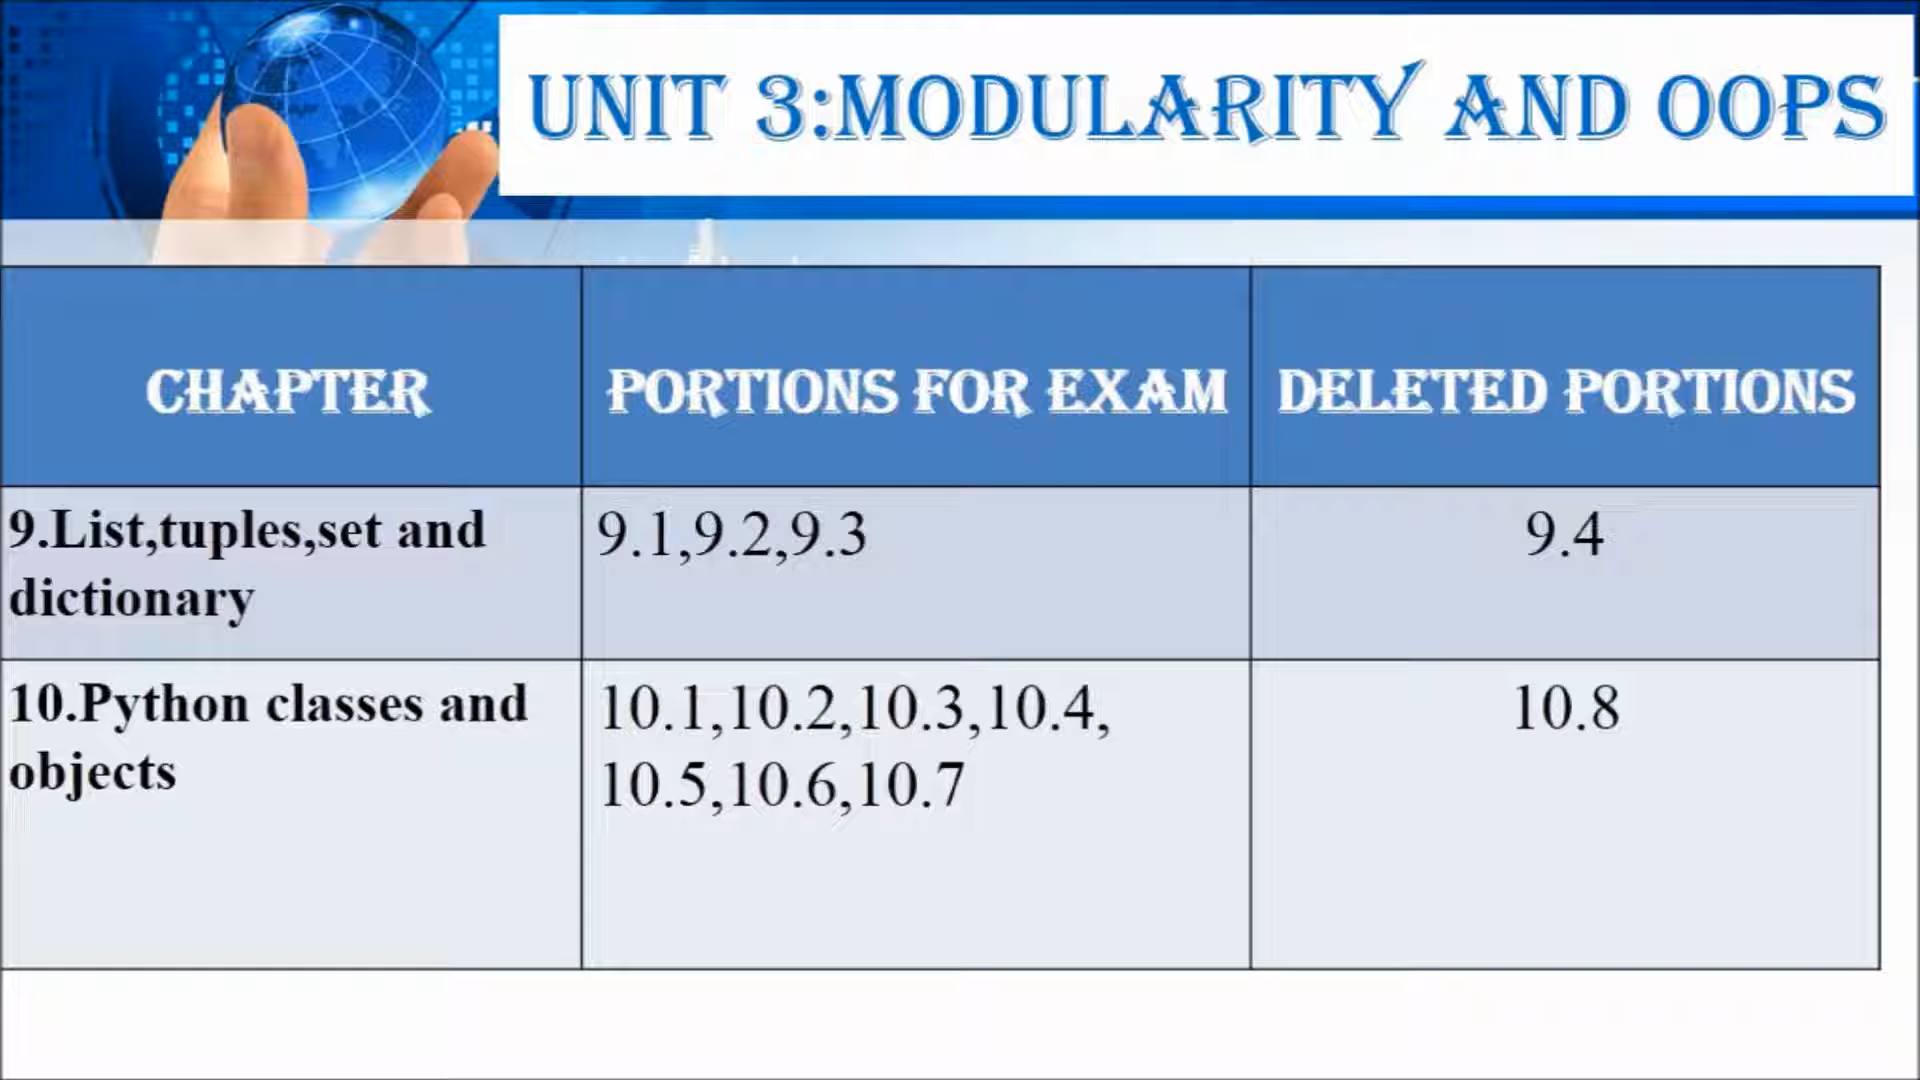 UNIT 3:MODULARITY AND OOPS
CHAPTER
PORTIONS FOR EXAM
DELETED PORTIONS
9.List,tuples,set and
dictionary
9.1,9.2,9.3
9.4
10.Python classes and
objects
10.1,10.2,10.3,10.4,
10.5,10.6,10.7
10.8